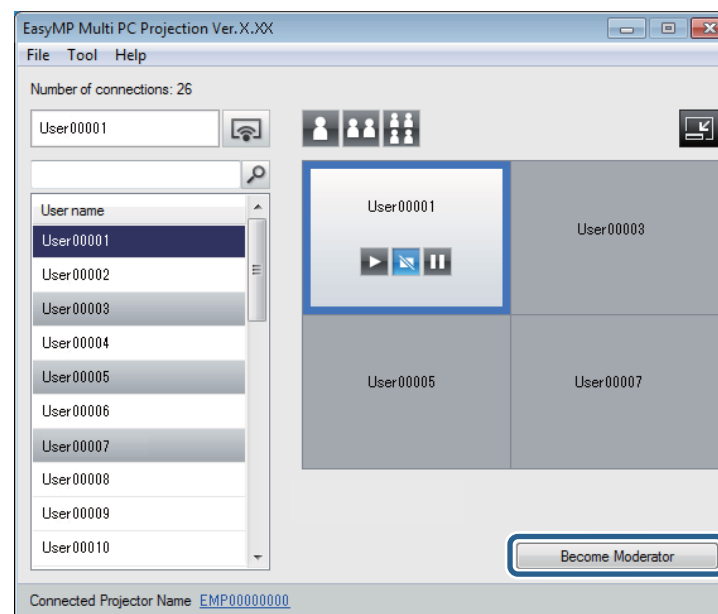 EasyMP Multi PC Projection Ver.X.XX
File Tool Help
Number of connections: 26
User00001
User name
User00001
User00002
User00003
User00004
User00005
User00006
User00007
User00008
User00009
User00010
User00001
User00003
User00005
User00007
Become Moderator
Connected Projector Name EMP00000000